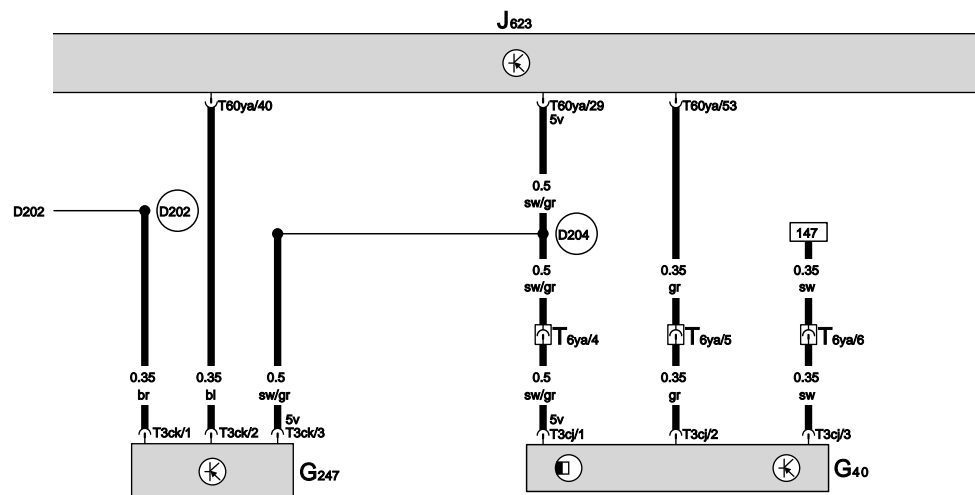 J623
T60ya/40
T60ya/29
T60ya/53
5v
0.5
sw/gr
D202
D202
D204
147
0.5
0.35
0.35
sw/gr
gr
sw
T6ya/4
T6ya/5
T6ya/6
0.35
0.35
0.5
0.5
0.35
0.35
br
bl
sw/gr
sw/gr
gr
sw
5v
5v
T3ck/1
T3ck/2
T3ck/3
T3cj/1
T3cj/2
T3cj/3
G247
G40